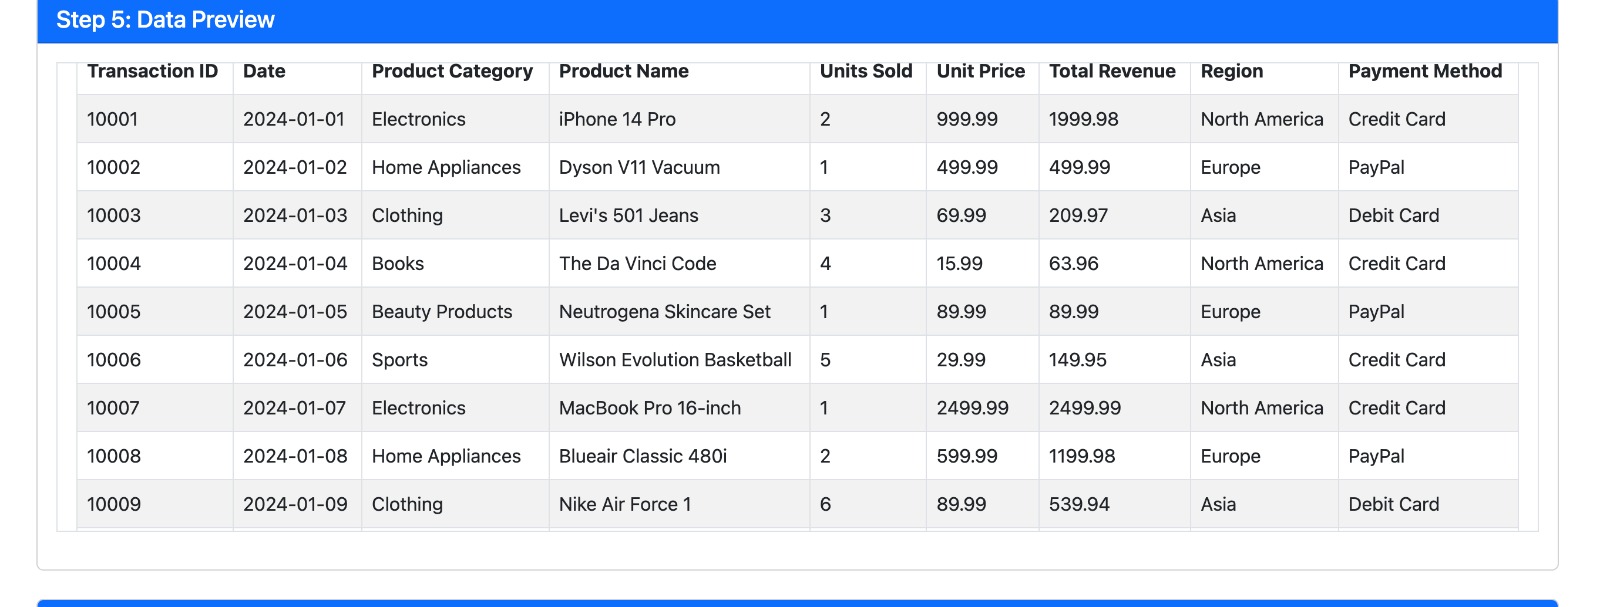 Step 5: Data Preview
Transaction ID Date Product Category Product Name Units Sold Unit Price Total Revenue Region Payment Method
10001 2024-01-01 Electronics iPhone 14 Pro 2 999.99 1999.98 North America Credit Card
10002 2024-01-02 Home Appliances Dyson V11 Vacuum 1 499.99 499.99 Europe PayPal
10003 2024-01-03 Clothing Levi's 501 Jeans 3 69.99 209.97 Asia Debit Card
10004 2024-01-04 Books The Da Vinci Code 4 15.99 63.96 North America Credit Card
10005 2024-01-05 Beauty Products Neutrogena Skincare Set 1 89.99 89.99 Europe PayPal
10006 2024-01-06 Sports Wilson Evolution Basketball 5 29.99 149.95 Asia Credit Card
10007 2024-01-07 Electronics MacBook Pro 16-inch 1 2499.99 2499.99 North America Credit Card
10008 2024-01-08 Home Appliances Blueair Classic 480i 2 599.99 1199.98 Europe PayPal
10009 2024-01-09 Clothing Nike Air Force 1 6 89.99 539.94 Asia Debit Card